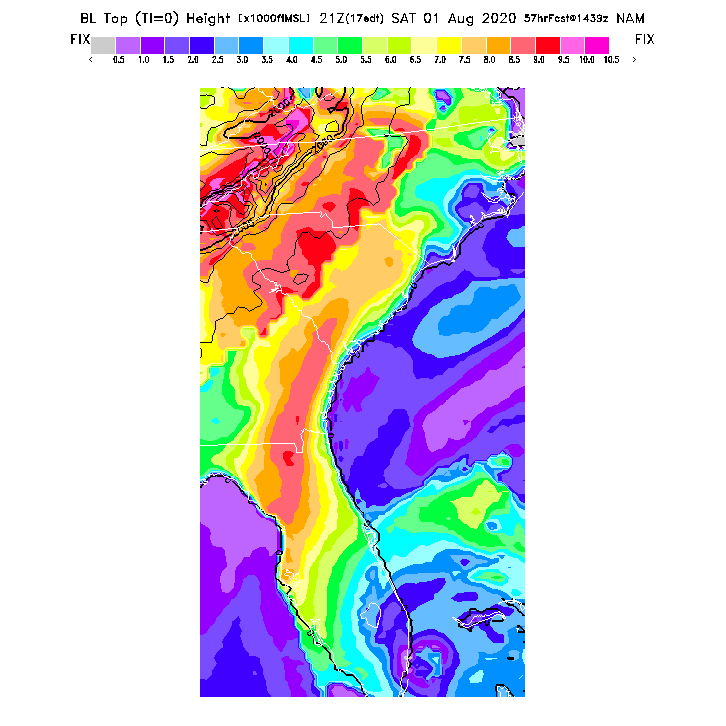 BL Top (TI=0) Height [x1000ftMSL] 21Z(17edt) SAT 01 Aug 2020 57hrFcst@1439z NAM
FIX FIX
< 0.5 1.0 1.5 2.0 2.5 3.0 3.5 4.0 4.5 5.0 5.5 6.0 6.5 7.0 7.5 8.0 8.5 9.0 9.5 10.0 10.5 >